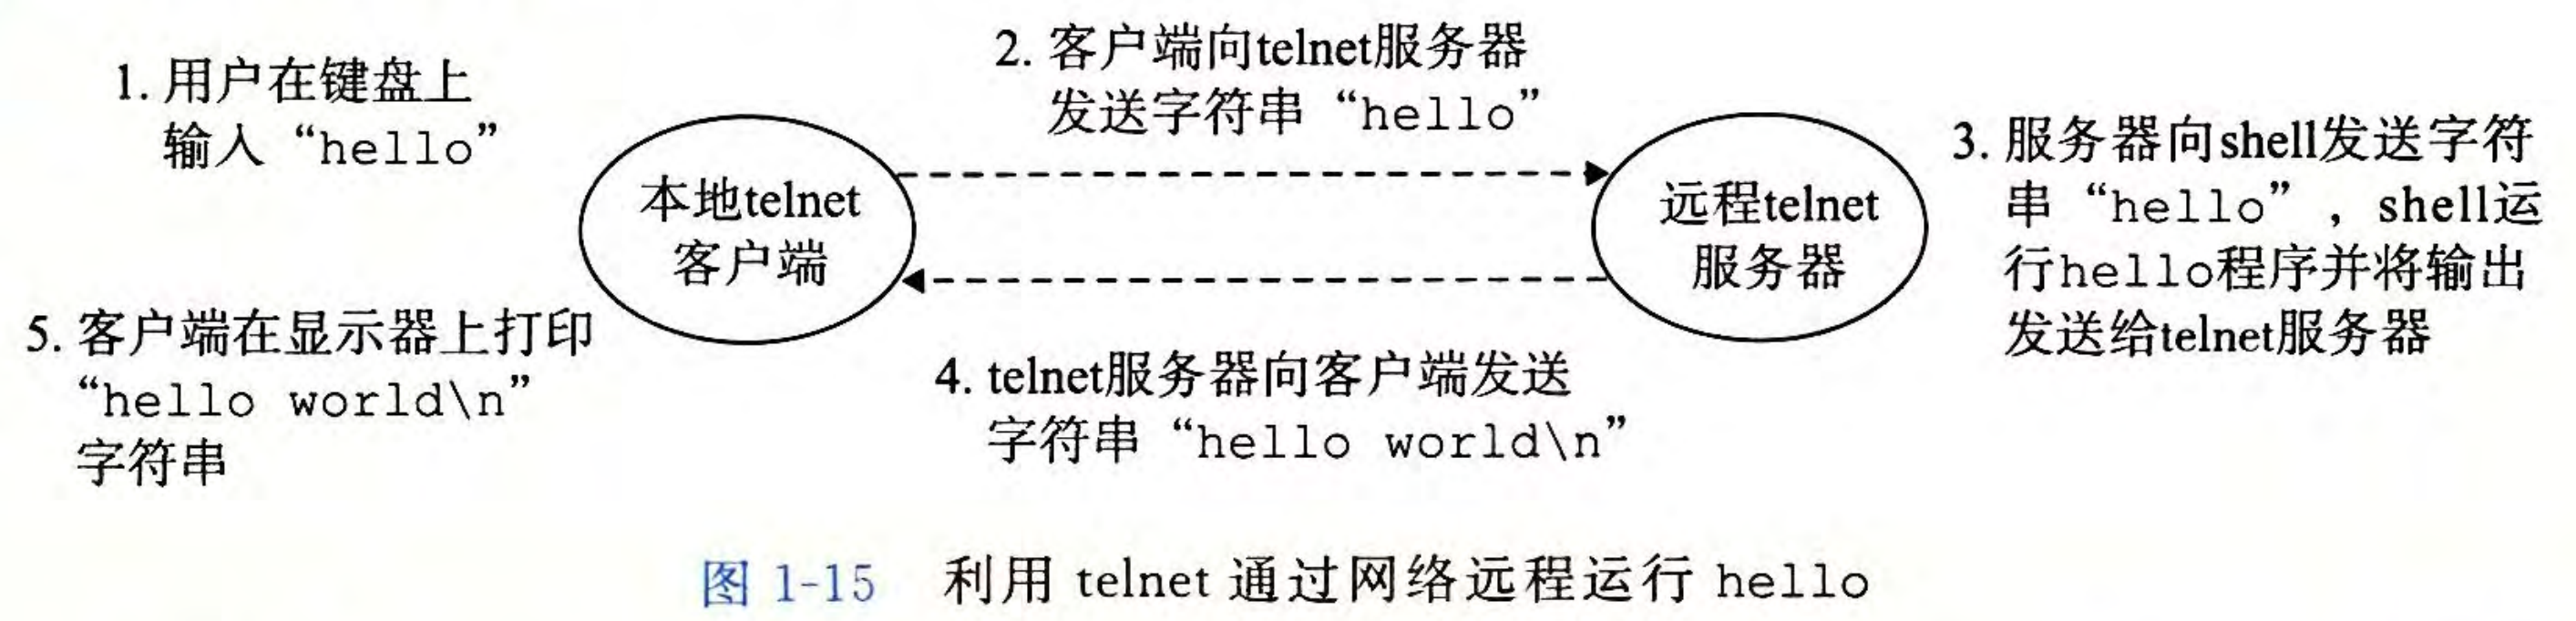 1. 用户在键盘上
输入“hello”
2. 客户端向telnet服务器
发送字符串“hello”
本地telnet
客户端
远程telnet
服务器
3. 服务器向shell发送字符
串“hello”，shell运
行hello程序并将输出
发送给telnet服务器
4. telnet服务器向客户端发送
字符串“hello world\n”
5. 客户端在显示器上打印
“hello world\n”
字符串
图 1-15 利用 telnet 通过网络远程运行 hello